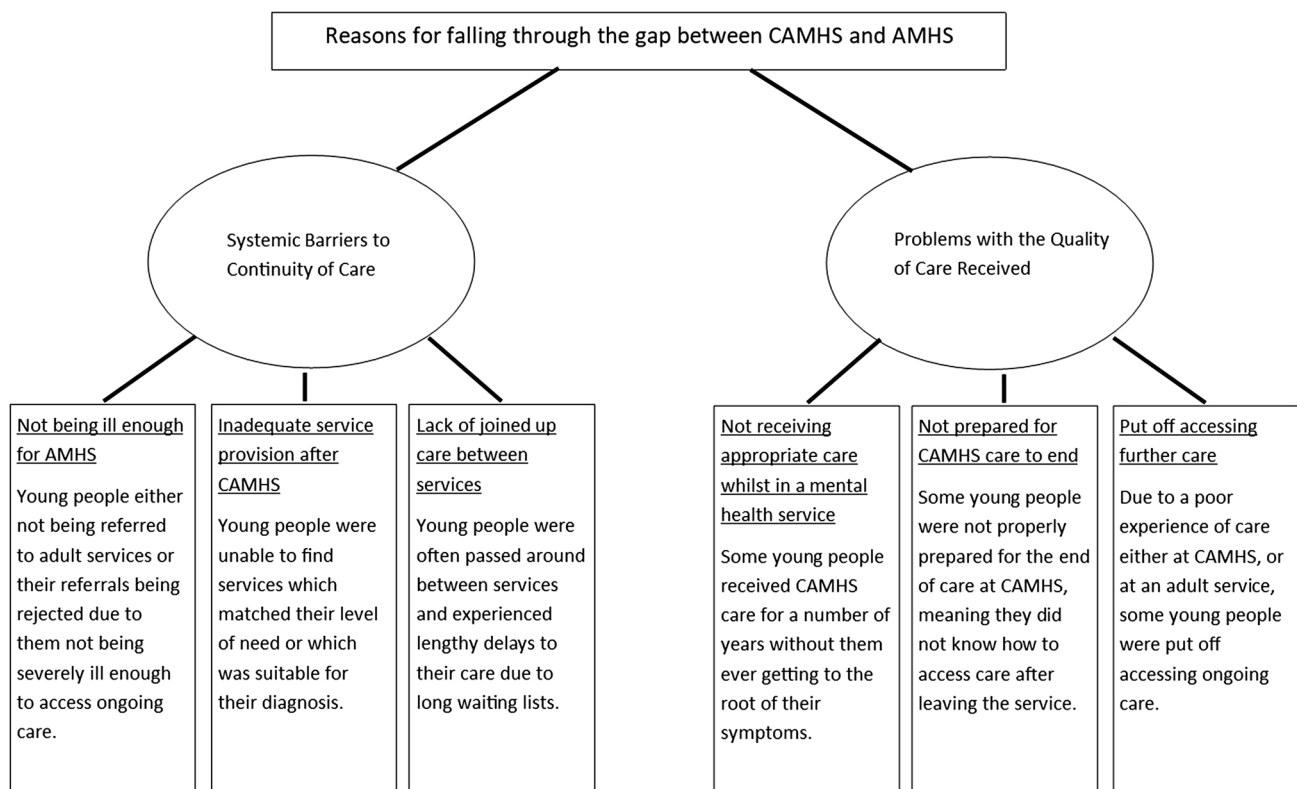 Reasons for falling through the gap between CAMHS and AMHS
Systemic Barriers to
Continuity of Care
Problems with the Quality
of Care Received
Not being ill enough
for AMHS
Young people either
not being referred
to adult services or
their referrals being
rejected due to
them not being
severely ill enough
to access ongoing
care.
Inadequate service
provision after
CAMHS
Young people were
unable to find
services which
matched their level
of need or which
was suitable for
their diagnosis.
Lack of joined up
care between
services
Young people were
often passed around
between services
and experienced
lengthy delays to
their care due to
long waiting lists.
Not receiving
appropriate care
whilst in a mental
health service
Some young people
received CAMHS
care for a number of
years without them
ever getting to the
root of their
symptoms.
Not prepared for
CAMHS care to end
Some young people
were not properly
prepared for the end
of care at CAMHS,
meaning they did
not know how to
access care after
leaving the service.
Put off accessing
further care
Due to a poor
experience of care
either at CAMHS, or
at an adult service,
some young people
were put off
accessing ongoing
care.